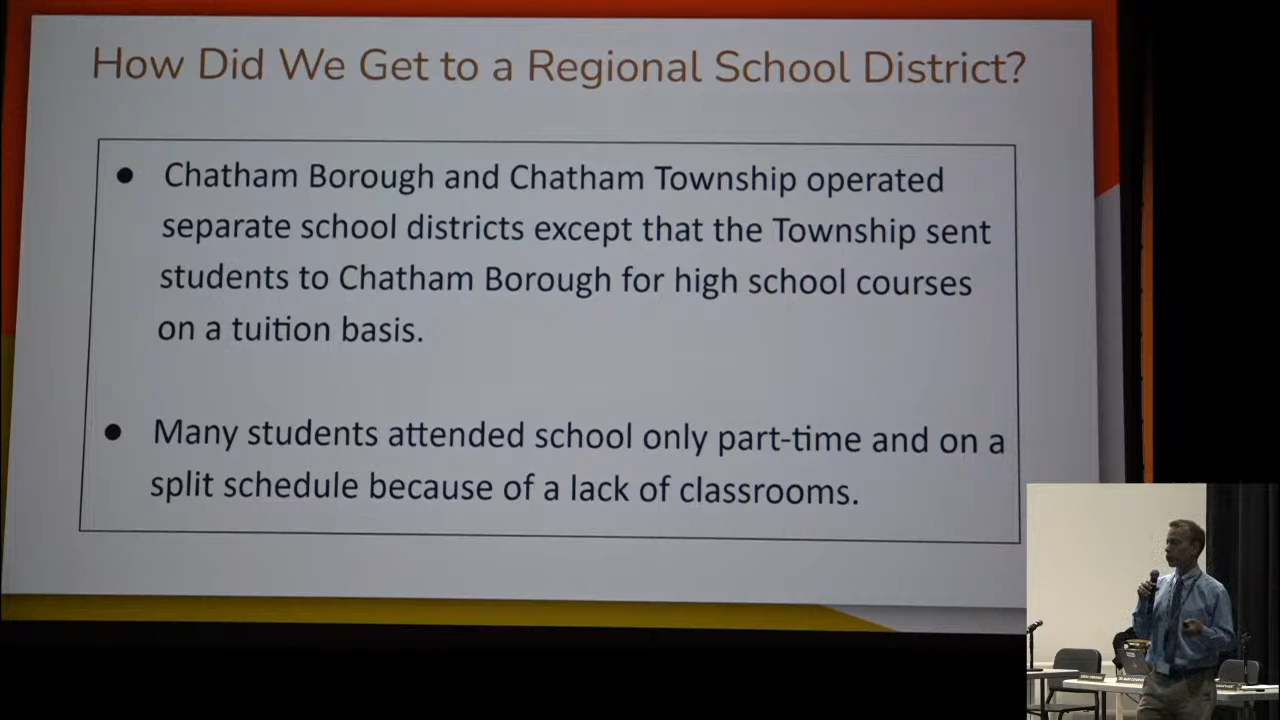 How Did We Get to a Regional School District?
● Chatham Borough and Chatham Township operated
separate school districts except that the Township sent
students to Chatham Borough for high school courses
on a tuition basis.
● Many students attended school only part-time and on a
split schedule because of a lack of classrooms.